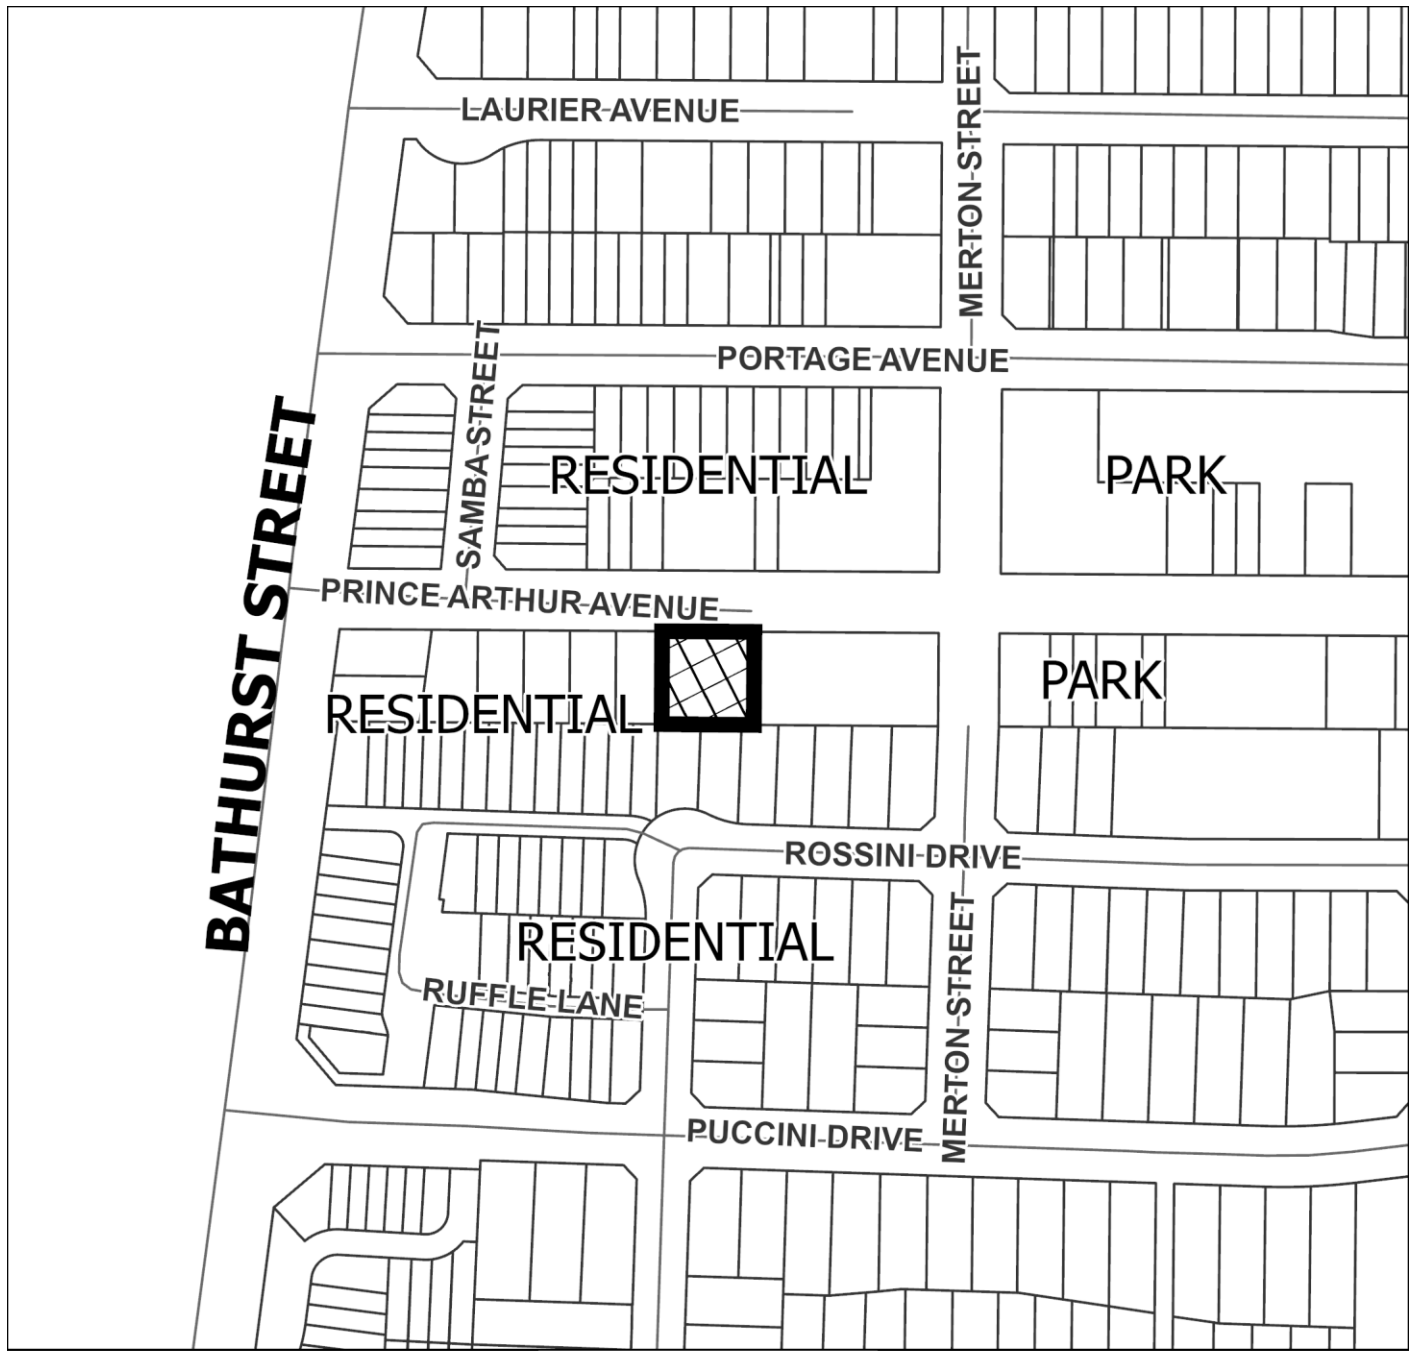 LAURIER AVENUE
MERTON STREET
PORTAGE AVENUE
SAMBA STREET
BATHURST STREET
RESIDENTIAL
PARK
PRINCE ARTHUR AVENUE
RESIDENTIAL
PARK
ROSSINI DRIVE
RESIDENTIAL
RUFFLE LANE
MERTON STREET
PUCCINI DRIVE